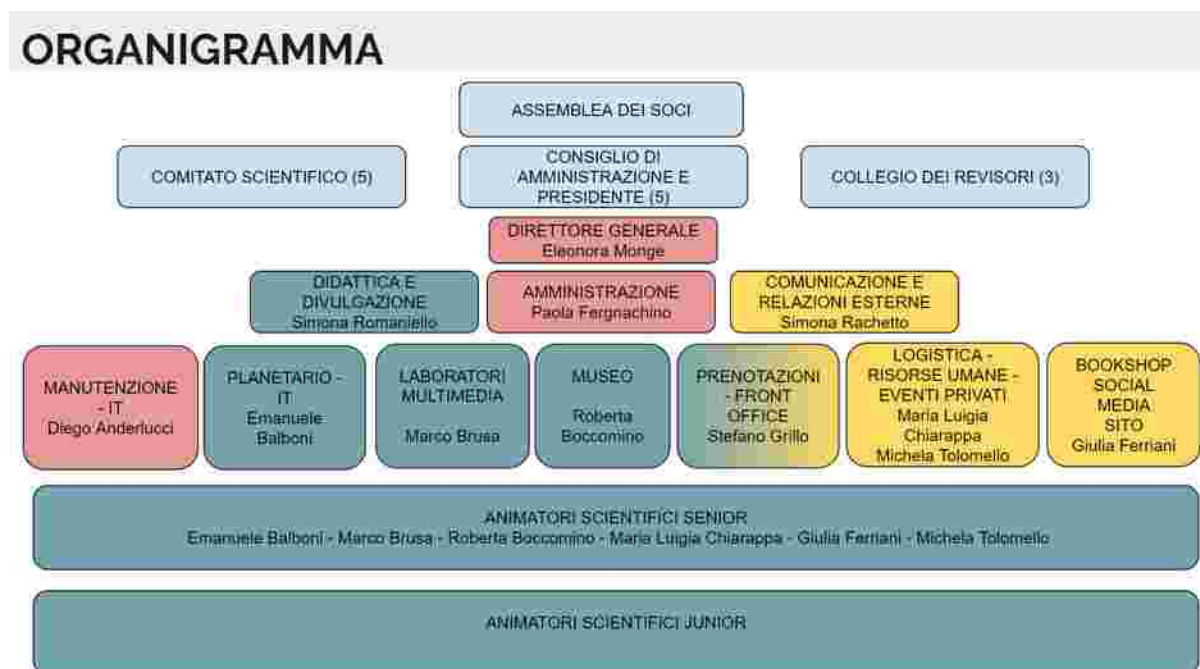 ORGANIGRAMMA
ASSEMBLEA DEI SOCI
COMITATO SCIENTIFICO (5)
CONSIGLIO DI
AMMINISTRAZIONE E
PRESIDENTE (5)
COLLEGIO DEI REVISORI (3)
DIRETTORE GENERALE
Eleonora Monge
DIDATTICA E
DIVULGAZIONE
Simona Romaniello
AMMINISTRAZIONE
Paola Fergnachino
COMUNICAZIONE E
RELAZIONI ESTERNE
Simona Rachetto
MANUTENZIONE
- IT
Diego Anderlucci
PLANETARIO -
IT
Emanuele
Balboni
LABORATORI
MULTIMEDIA
Marco Brusa
MUSEO
Roberta
Boccomino
PRENOTAZIONI
- FRONT
OFFICE
Stefano Grillo
LOGISTICA -
RISORSE UMANE -
EVENTI PRIVATI
Maria Luigia
Chiarappa
Michela Tolomello
BOOKSHOP
SOCIAL
MEDIA
SITO
Giulia Ferriani
ANIMATORI SCIENTIFICI SENIOR
Emanuele Balboni - Marco Brusa - Roberta Boccomino - Maria Luigia Chiarappa - Giulia Ferriani - Michela Tolomello
ANIMATORI SCIENTIFICI JUNIOR